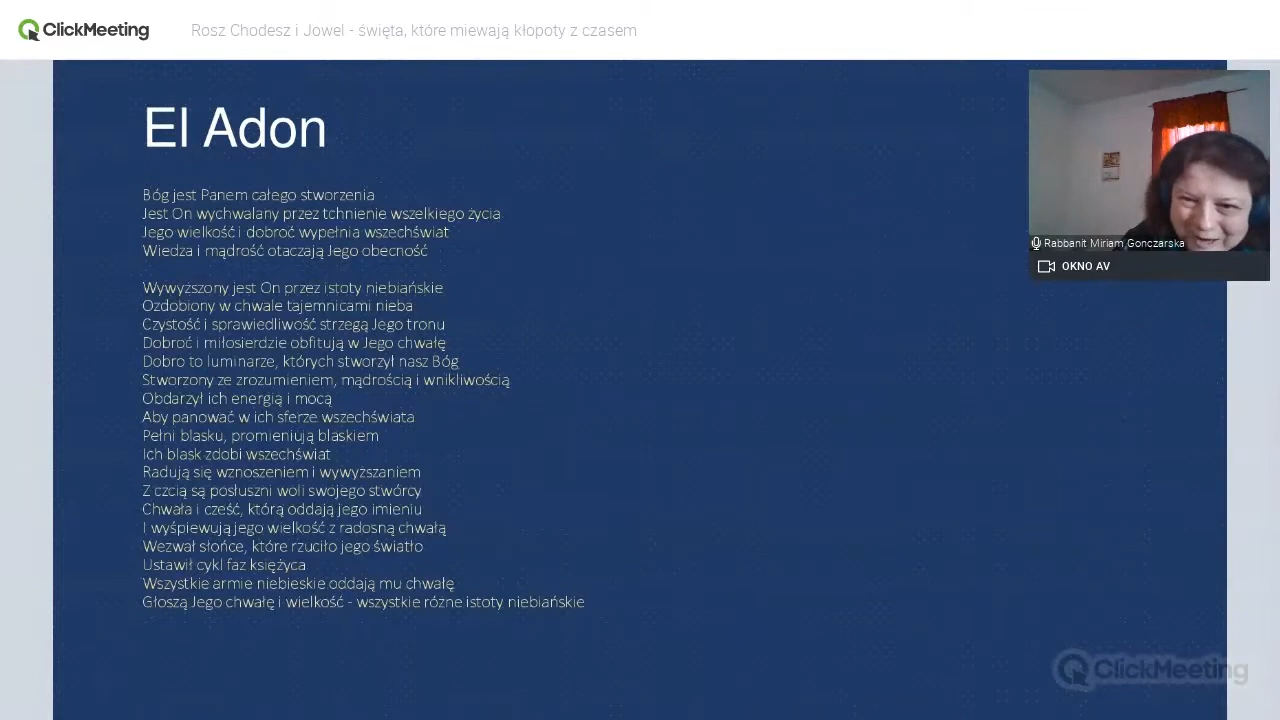 ClickMeeting
Rosz Chodesz i Jowel - święta, które miewają kłopoty z czasem
El Adon
Bóg jest Panem całego stworzenia
Jest On wychwalany przez tchnienie wszelkiego życia
Jego wielkość i dobroć wypełnia wszechświat
Wiedza i mądrość otaczają Jego obecność
Wywyższony jest On przez istoty niebiańskie
Ozdobiony w chwale tajemnicami nieba
Czystość i sprawiedliwość strzegą Jego tronu
Dobroć i miłosierdzie obfitują w Jego chwałę
Dobro to luminarze, których stworzył nasz Bóg
Stworzony ze zrozumieniem, mądrością i wnikliwością
Obdarzył ich energią i mocą
Aby panować w ich sferze wszechświata
Pełni blasku, promieniują blaskiem
Ich blask zdobi wszechświat
Radują się wznoszeniem i wywyższaniem
Z czcią są posłuszni woli swojego stwórcy
Chwała i cześć, którą oddają jego imieniu
I wyśpiewują jego wielkość z radosną chwałą
Wezwał słońce, które rzuciło jego światło
Ustawił cykl faz księżyca
Wszystkie armie niebieskie oddają mu chwałę
Głoszą Jego chwałę i wielkość - wszystkie różne istoty niebiańskie
Rabbanit Miriam Gonczarska
OKNO AV
ClickMeeting